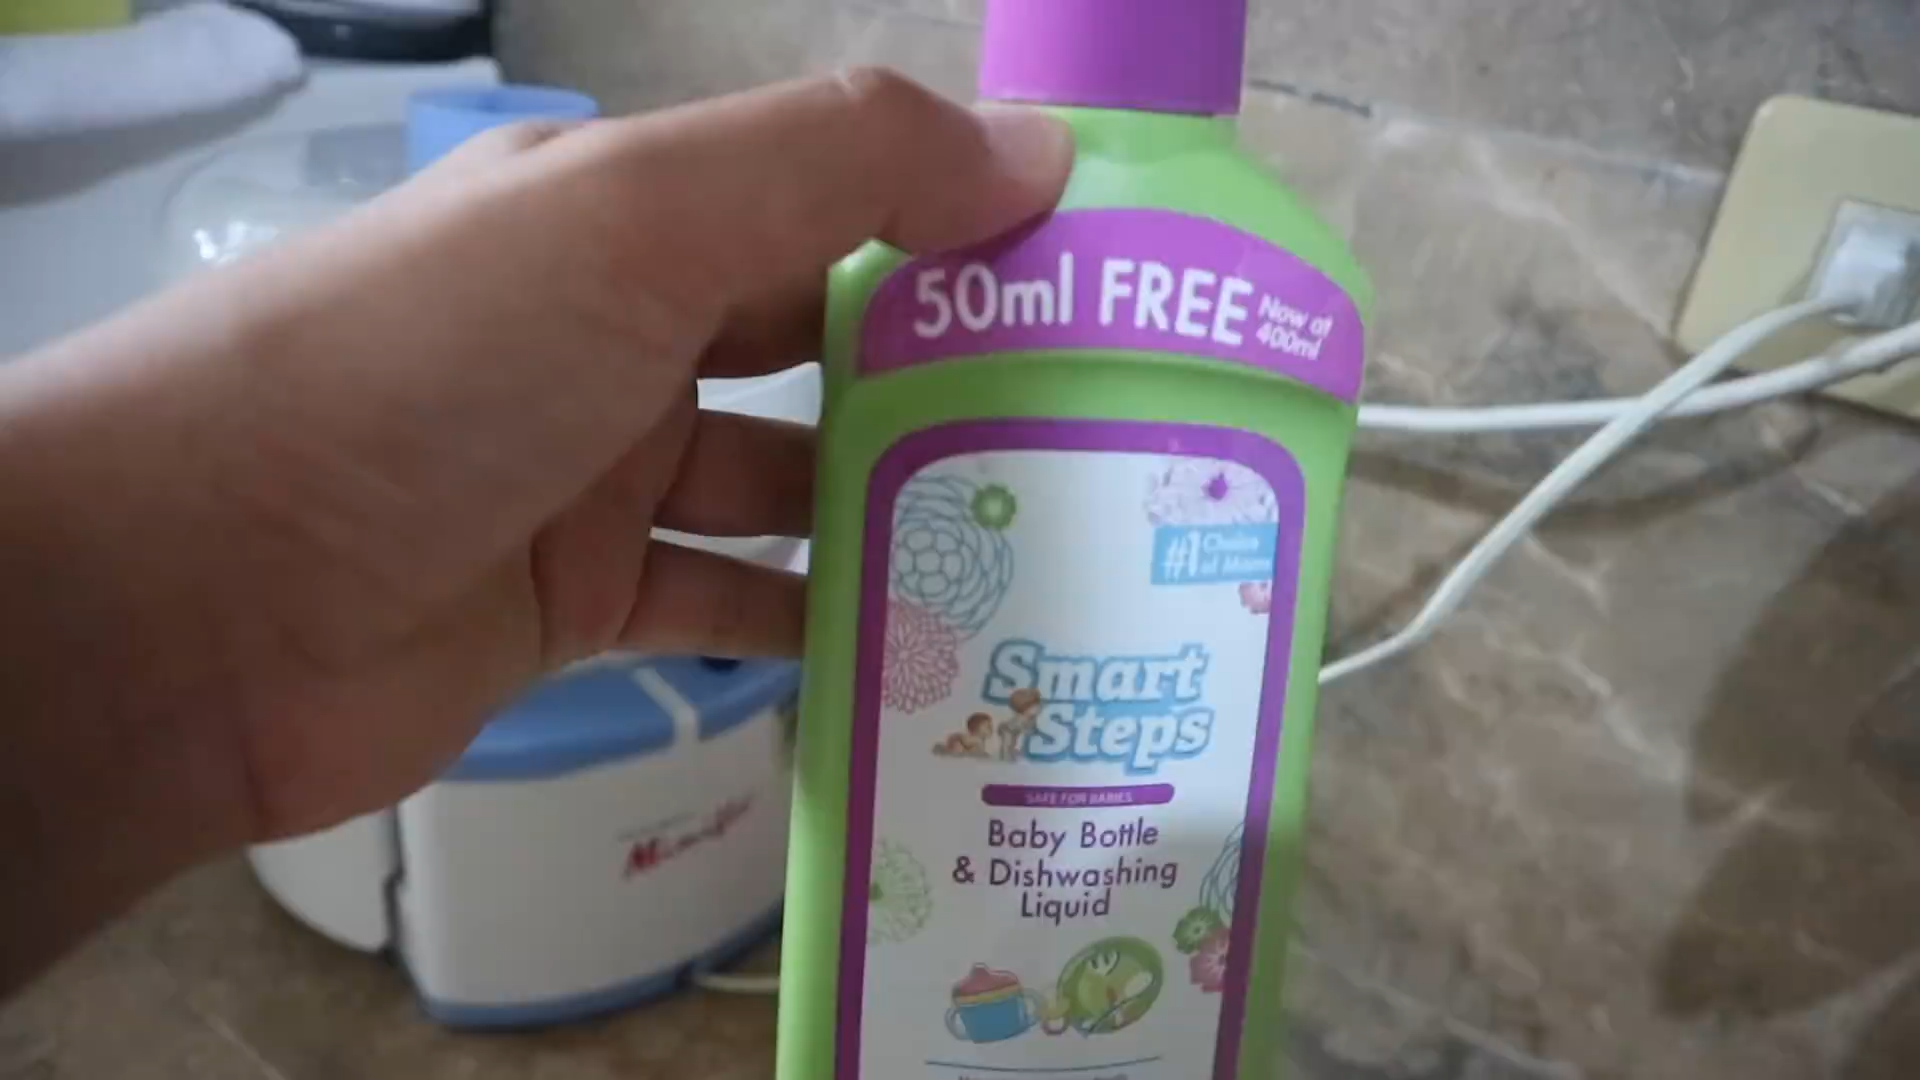 50ml FREE
Now at
400ml
#1 Choice
of Moms
Smart
Steps
SAFE FOR BABIES
Baby Bottle
& Dishwashing
Liquid